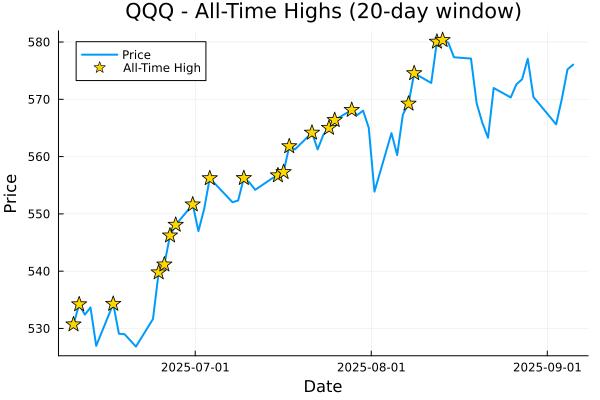 QQQ - All-Time Highs (20-day window)
Price
All-Time High
580
570
560
550
540
530
Price
2025-07-01
2025-08-01
2025-09-01
Date